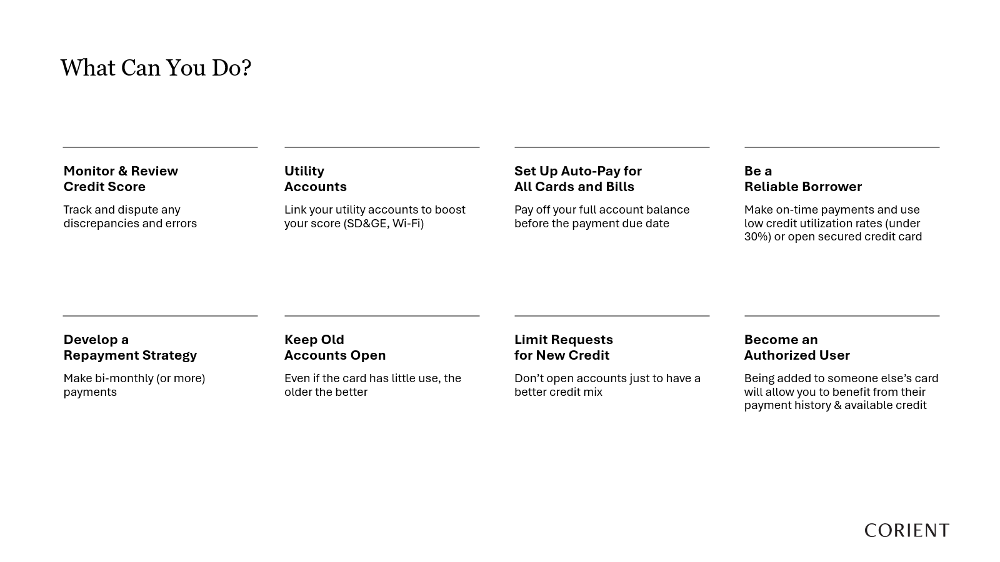 What Can You Do?
Monitor & Review
Credit Score
Track and dispute any
discrepancies and errors
Utility
Accounts
Link your utility accounts to boost
your score (SD&GE, Wi-Fi)
Set Up Auto-Pay for
All Cards and Bills
Pay off your full account balance
before the payment due date
Be a
Reliable Borrower
Make on-time payments and use
low credit utilization rates (under
30%) or open secured credit card
Develop a
Repayment Strategy
Make bi-monthly (or more)
payments
Keep Old
Accounts Open
Even if the card has little use, the
older the better
Limit Requests
for New Credit
Don’t open accounts just to have a
better credit mix
Become an
Authorized User
Being added to someone else’s card
will allow you to benefit from their
payment history & available credit
CORIENT